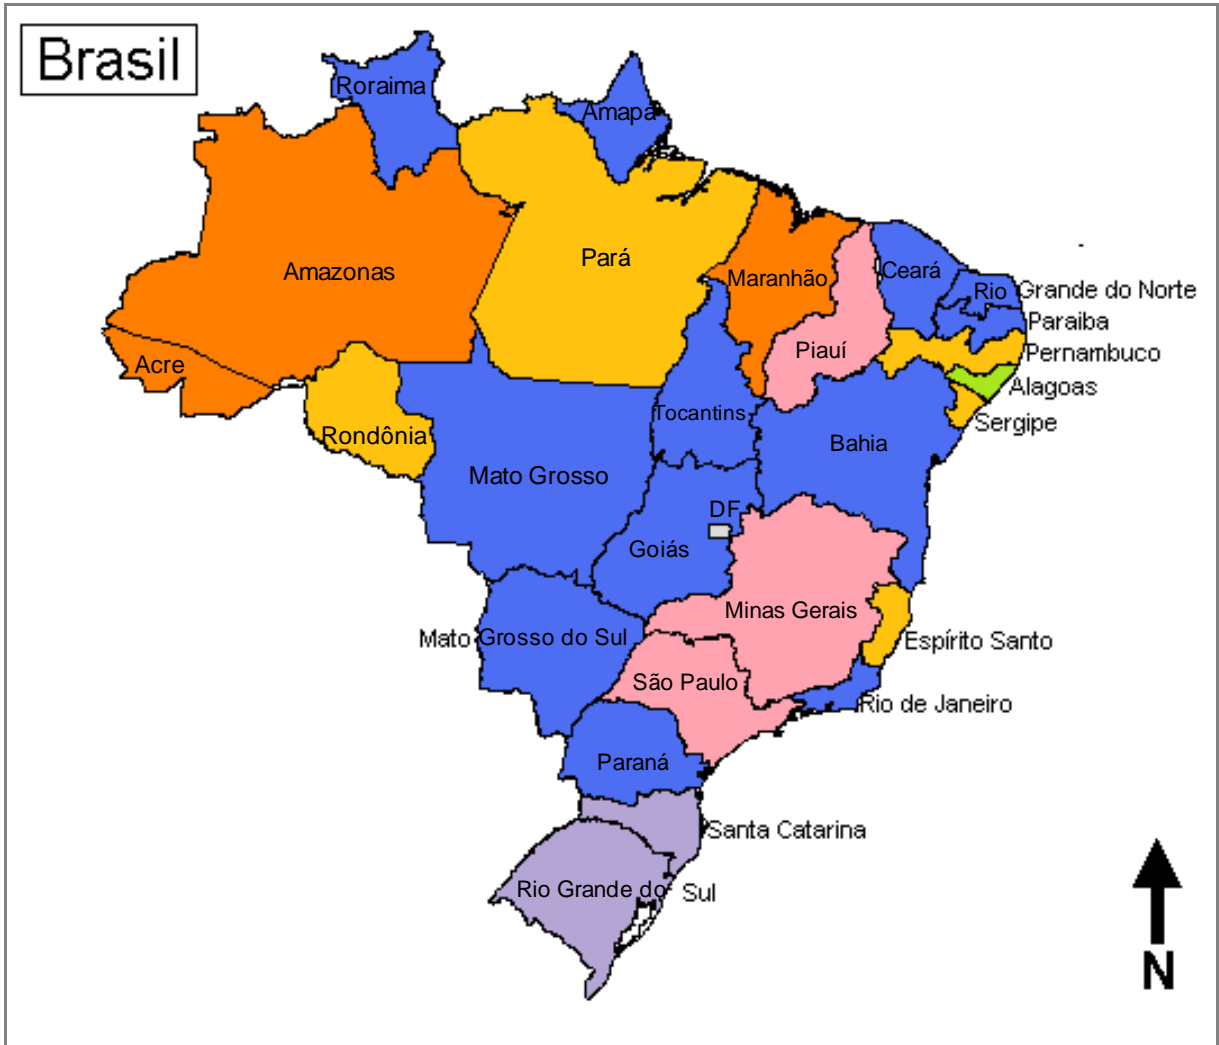 Brasil
Roraima
Amapá
Pará
Amazonas
Maranhão
Ceará
Rio Grande do Norte
Paraiba
Piauí
Pernambuco
Acre
Alagoas
Tocantins
Sergipe
Rondônia
Bahia
Mato Grosso
DF
Goiás
Minas Gerais
Mato Grosso do Sul
Espírito Santo
São Paulo
Rio de Janeiro
Paraná
Santa Catarina
Rio Grande do Sul
N